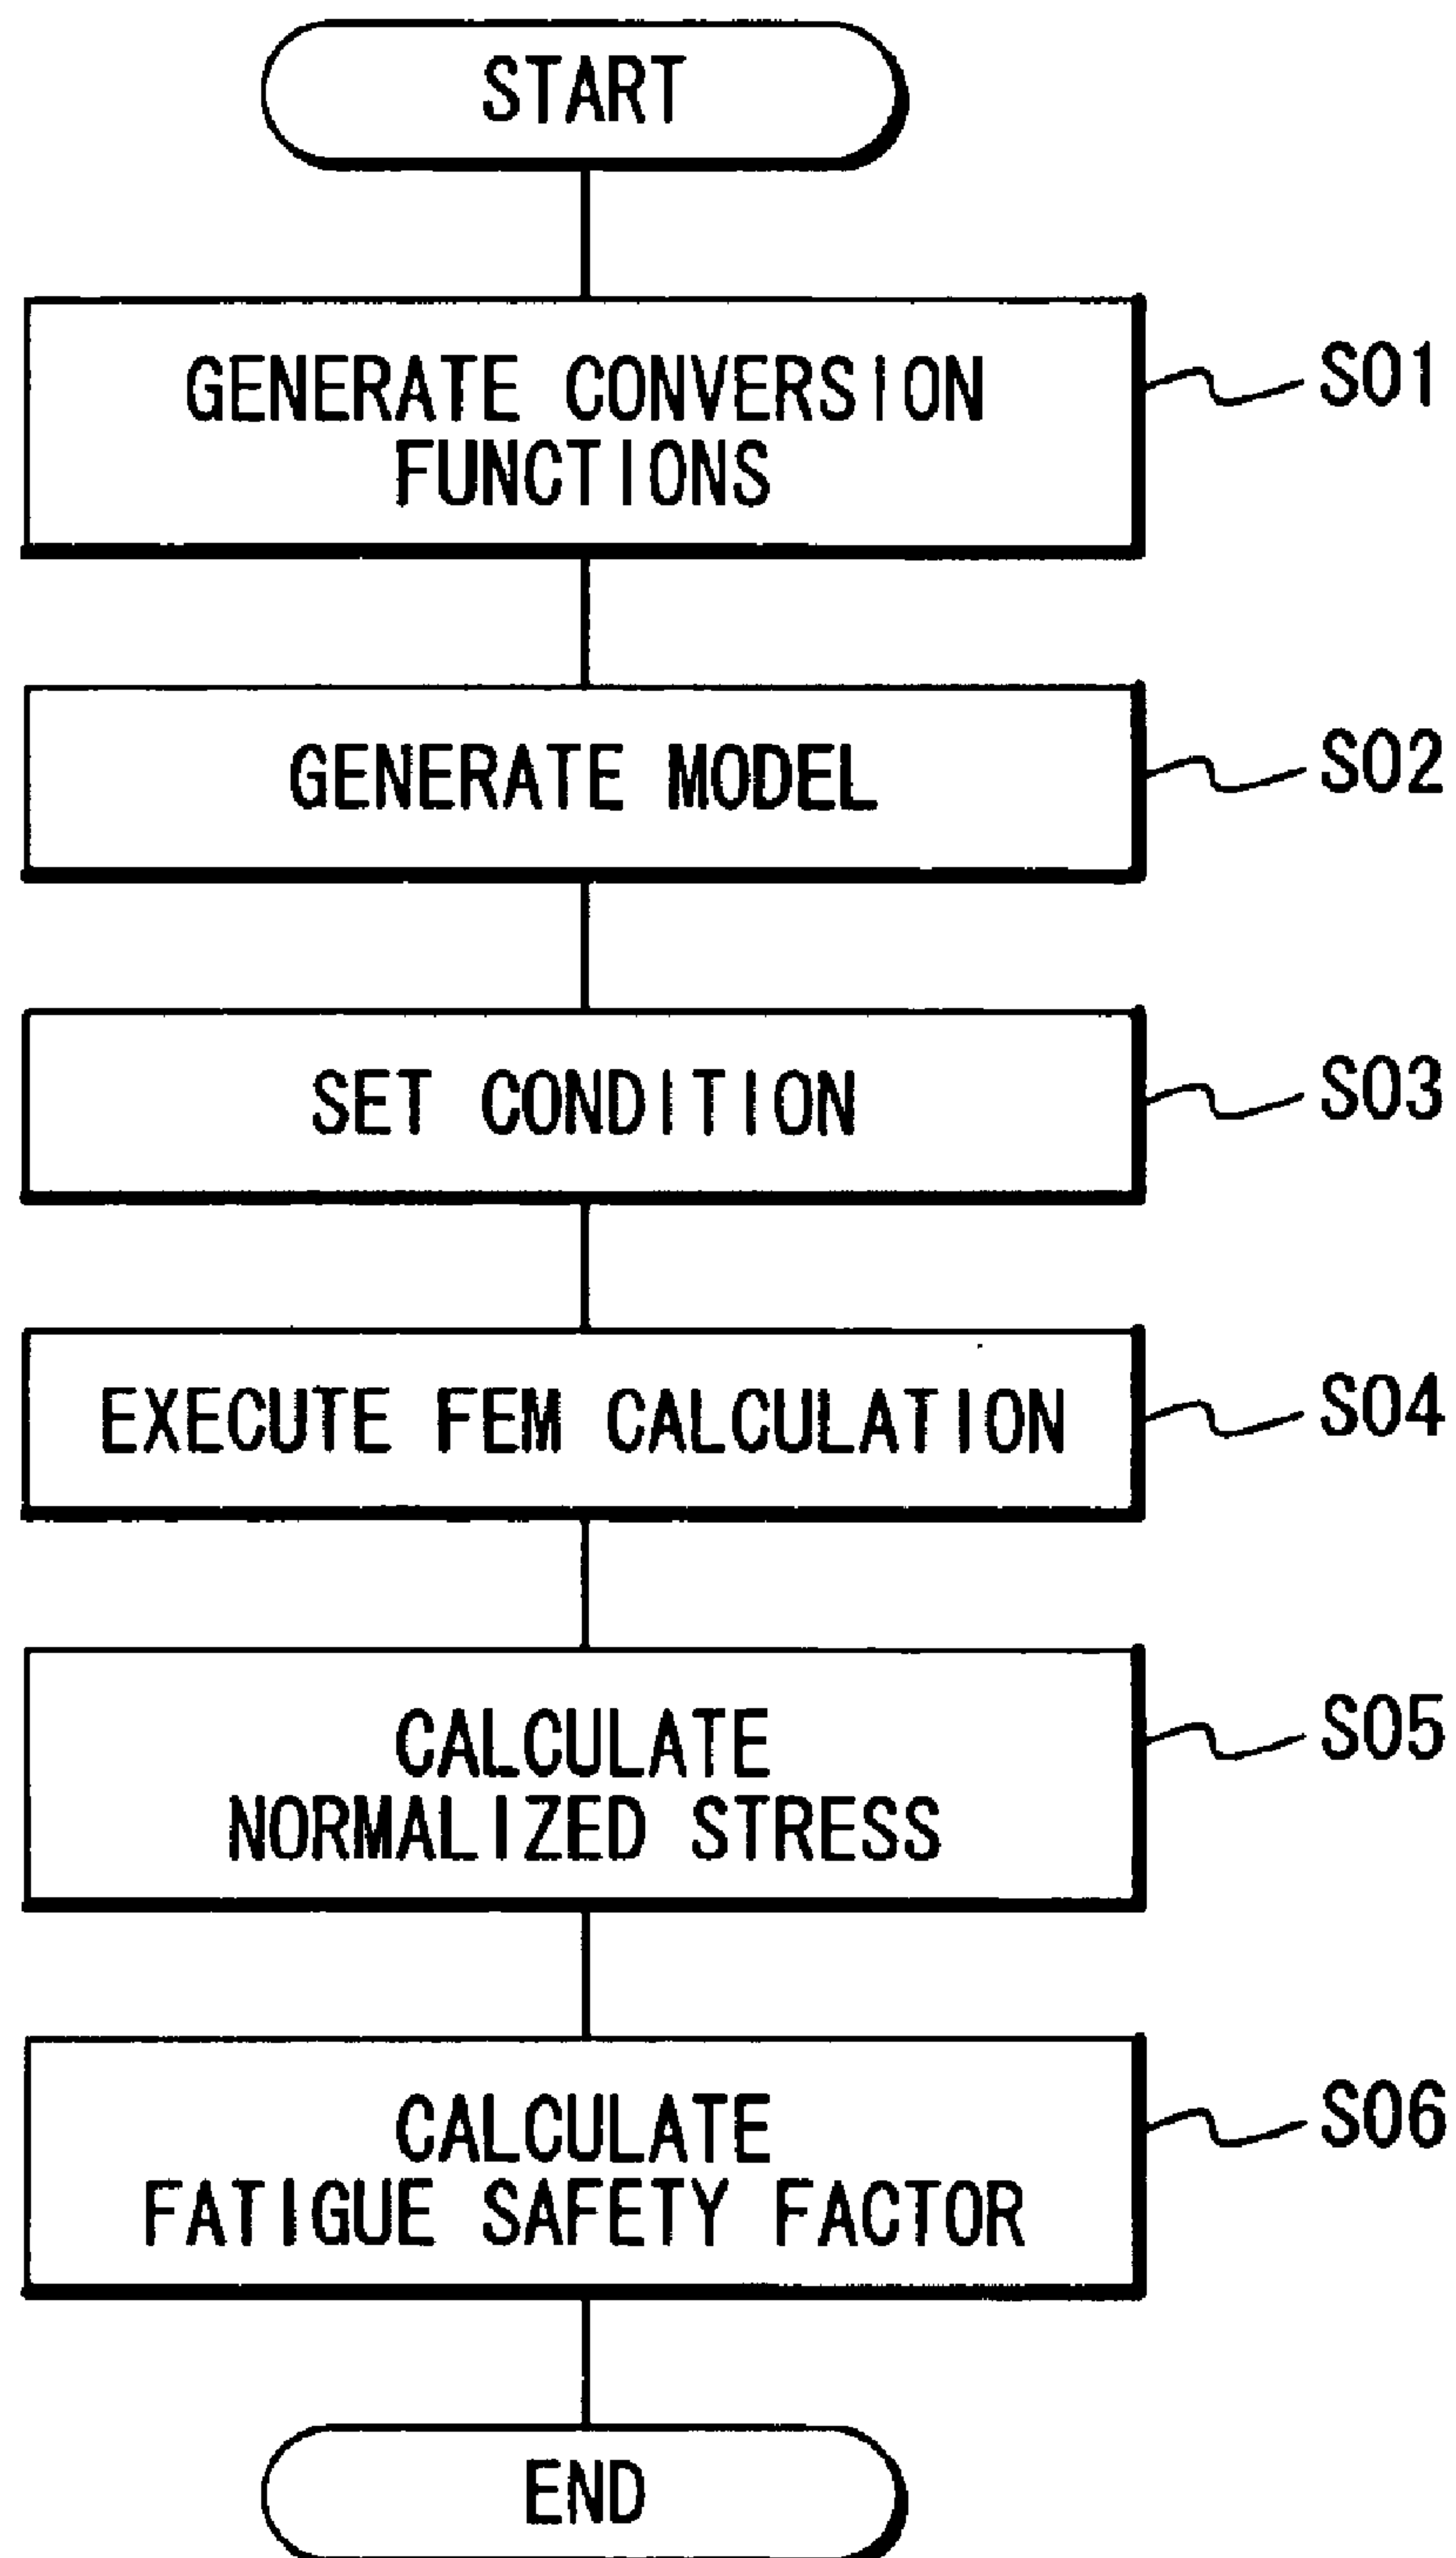 START
GENERATE CONVERSION
FUNCTIONS
S01
GENERATE MODEL
S02
SET CONDITION
S03
EXECUTE FEM CALCULATION
S04
CALCULATE
NORMALIZED STRESS
S05
CALCULATE
FATIGUE SAFETY FACTOR
S06
END